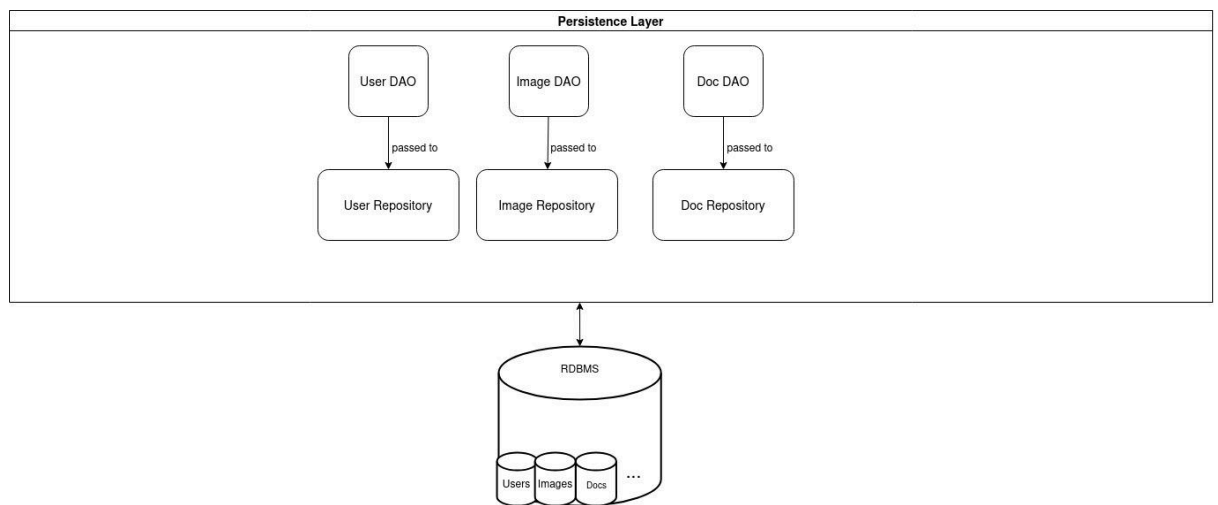 Persistence Layer
User DAO
Image DAO
Doc DAO
passed to
passed to
passed to
User Repository
Image Repository
Doc Repository
RDBMS
Users
Images
Docs
...